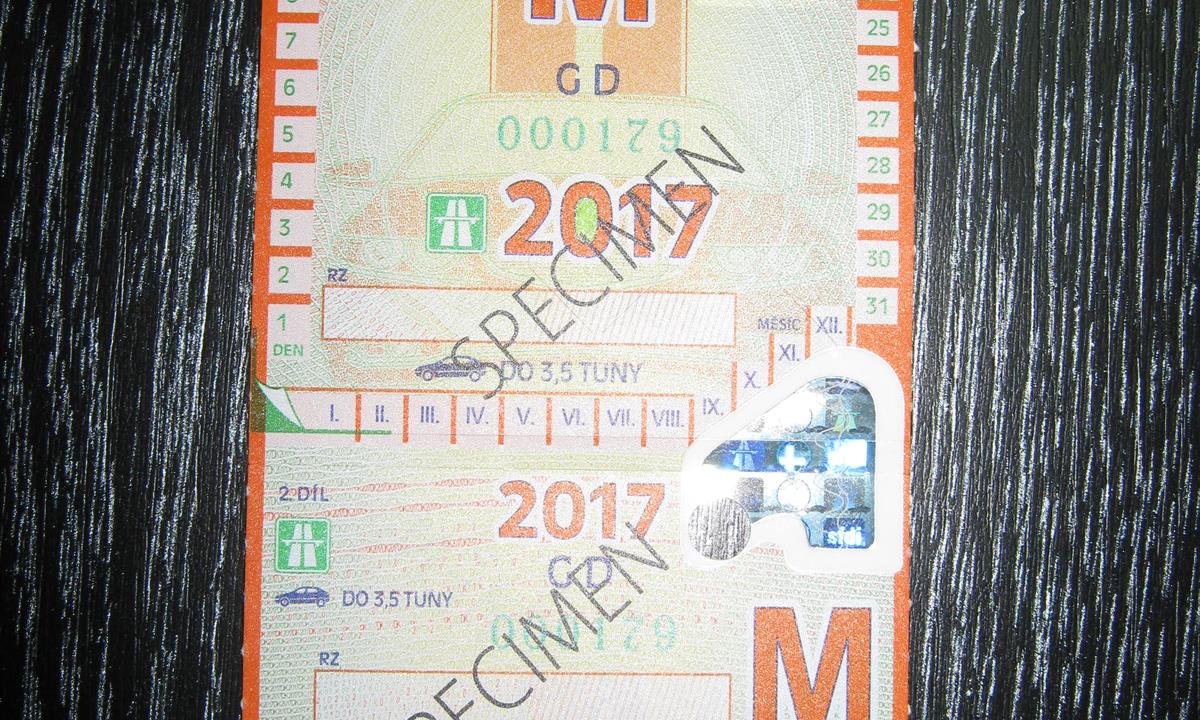 M
GD
000179
2017
SPECIMEN
7
6
5
4
3
2
1
DEN
25
26
27
28
29
30
31
RZ
DO 3,5 TUNY
MĚSÍC
I. II. III. IV. V. VI. VII. VIII. IX. X. XI. XII.
2. DÍL
2017
GD
DO 3,5 TUNY
000179
SPECIMEN
RZ
M